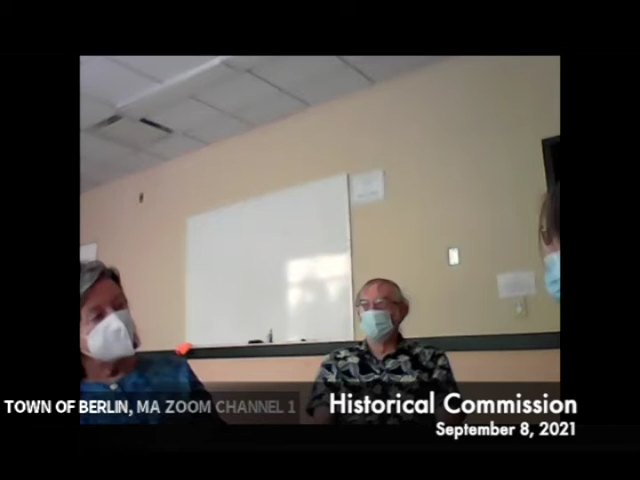 TOWN OF BERLIN, MA ZOOM CHANNEL 1
Historical Commission
September 8, 2021